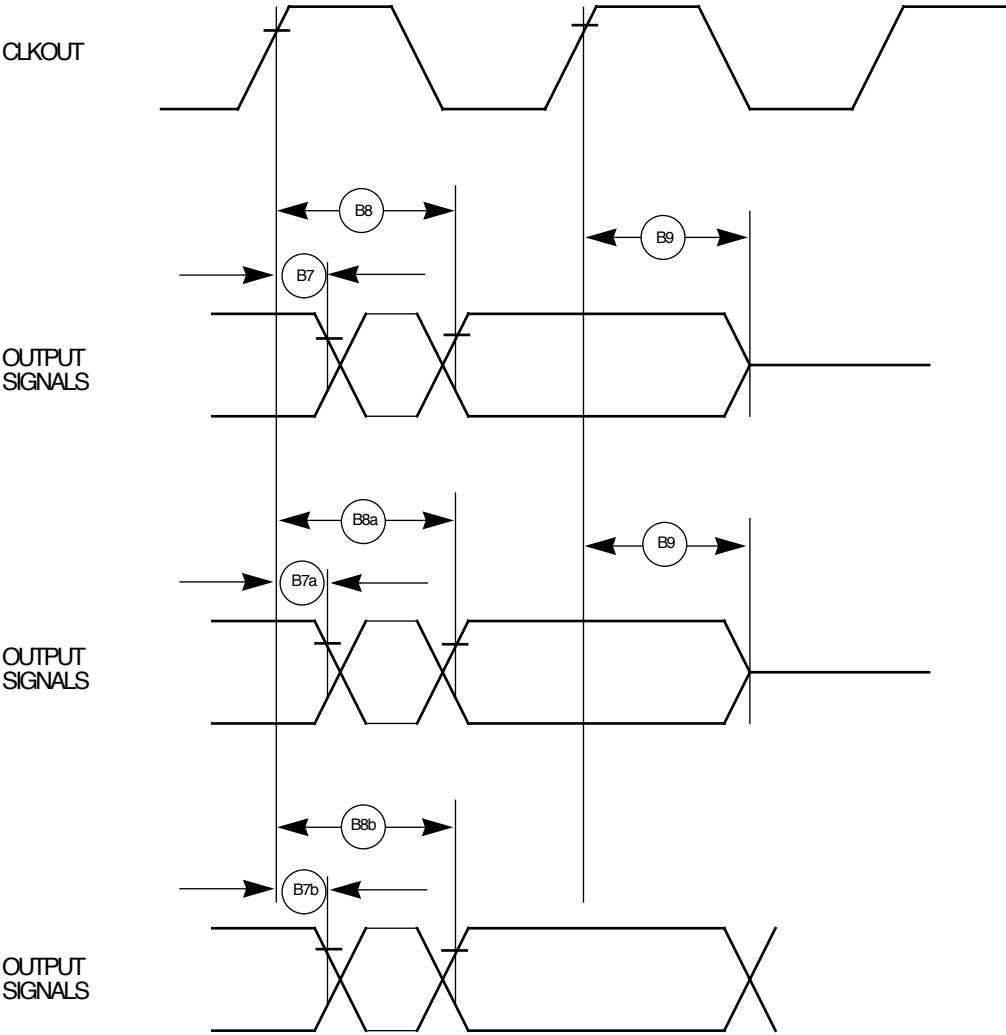 CLKOUT
B8
B9
B7
OUTPUT
SIGNALS
B8a
B9
B7a
OUTPUT
SIGNALS
B8b
B7b
OUTPUT
SIGNALS